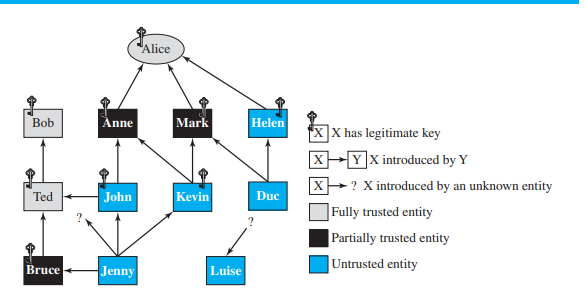 Alice
Bob
Anne
Mark
Helen
Ted
John
Kevin
Duc
?
?
Bruce
Jenny
Luise
X X has legitimate key
X Y X introduced by Y
X ? X introduced by an unknown entity
Fully trusted entity
Partially trusted entity
Untrusted entity